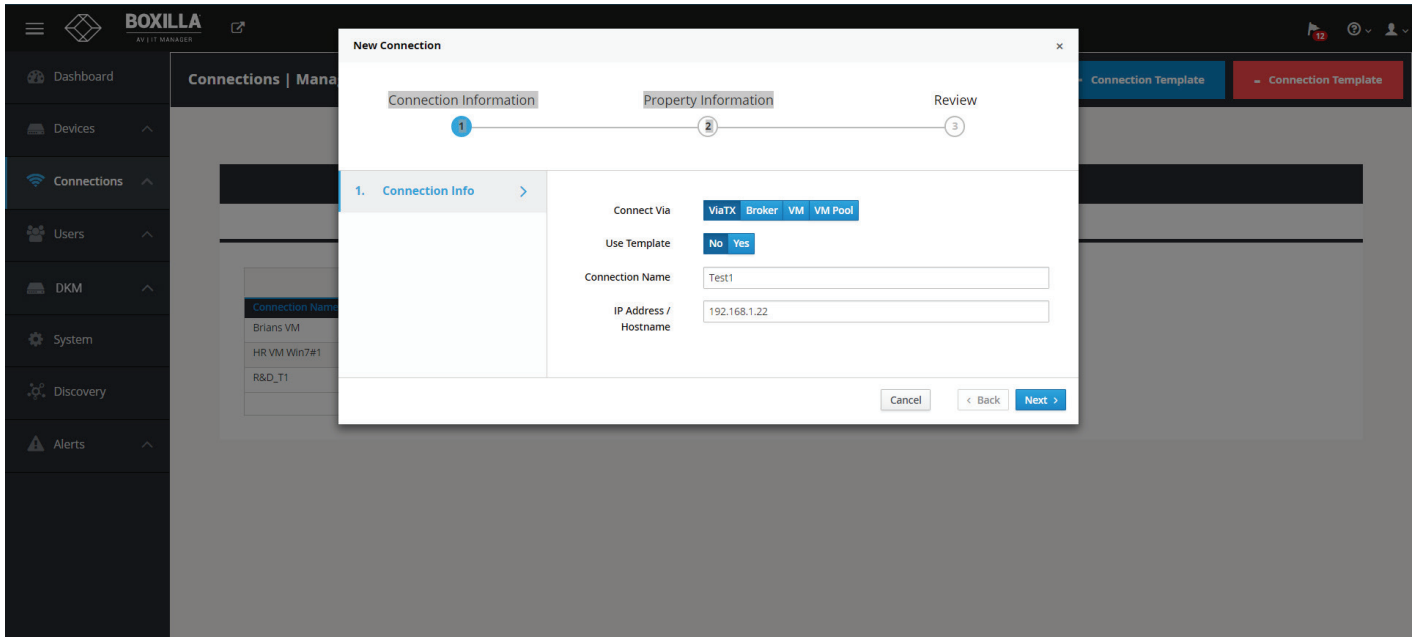 BOXILLA
AV | IT MANAGER
12
Dashboard
Devices
Connections
Users
DKM
System
Discovery
Alerts
Connections | Mana
Connection Template
- Connection Template
Connection Name
Brians VM
HR VM Win7#1
R&D_T1
New Connection
×
Connection Information
Property Information
Review
1
2
3
1. Connection Info
Connect Via
ViaTX Broker VM VM Pool
Use Template
No Yes
Connection Name
Test1
IP Address /
Hostname
192.168.1.22
Cancel
< Back
Next >